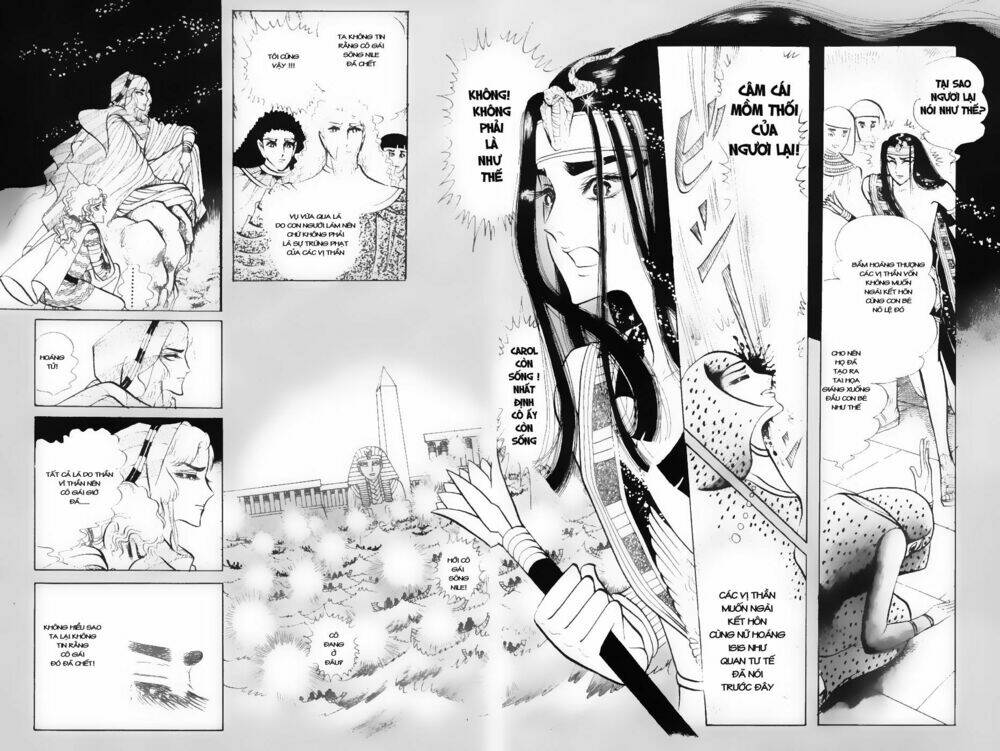 TẠI SAO
NGƯƠI LẠI
NÓI NHƯ THẾ?
BẨM HOÀNG THƯỢNG
CÁC VỊ THẦN VỐN
KHÔNG MUỐN
NGÀI KẾT HÔN
CÙNG CON BÉ
NÔ LỆ ĐÓ
CHO NÊN
HỌ ĐÃ
TẠO RA
TAI HỌA
GIÁNG XUỐNG
ĐẦU CON BÉ
NHƯ THẾ
CÂM CÁI
MỒM THỐI
CỦA
NGƯƠI LẠI!
CÁC VỊ THẦN
MUỐN NGÀI
KẾT HÔN
CÙNG NỮ HOÀNG
ISIS NHƯ
QUAN TƯ TẾ
ĐÃ NÓI
TRƯỚC ĐÂY
KHÔNG!
KHÔNG
PHẢI
LÀ
NHƯ
THẾ
CAROL
CÒN
SỐNG !
NHẤT
ĐỊNH
CÔ ẤY
CÒN
SỐNG
HỠI CÔ
GÁI
SÔNG
NILE!
CÔ
ĐANG
Ở
ĐÂU?
TA KHÔNG TIN
RẰNG CÔ GÁI
SÔNG NILE
ĐÃ CHẾT
TÔI CŨNG
VẬY !!!
VỤ VỪA QUA LÀ
DO CON NGƯỜI LÀM NÊN
CHỨ KHÔNG PHẢI
LÀ SỰ TRỪNG PHẠT
CỦA CÁC VỊ THẦN
HOÀNG
TỬ!
TẤT CẢ LÀ DO THẦN
VÌ THẦN NÊN
CÔ GÁI GIỜ
ĐÃ.....
KHÔNG HIỂU SAO
TA LẠI KHÔNG
TIN RẰNG
CÔ GÁI
ĐÓ ĐÃ CHẾT!